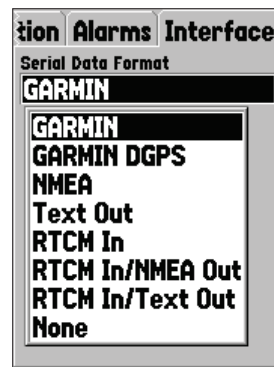 tion Alarms Interface
Serial Data Format
GARMIN
GARMIN
GARMIN DGPS
NMEA
Text Out
RTCM In
RTCM In/NMEA Out
RTCM In/Text Out
None